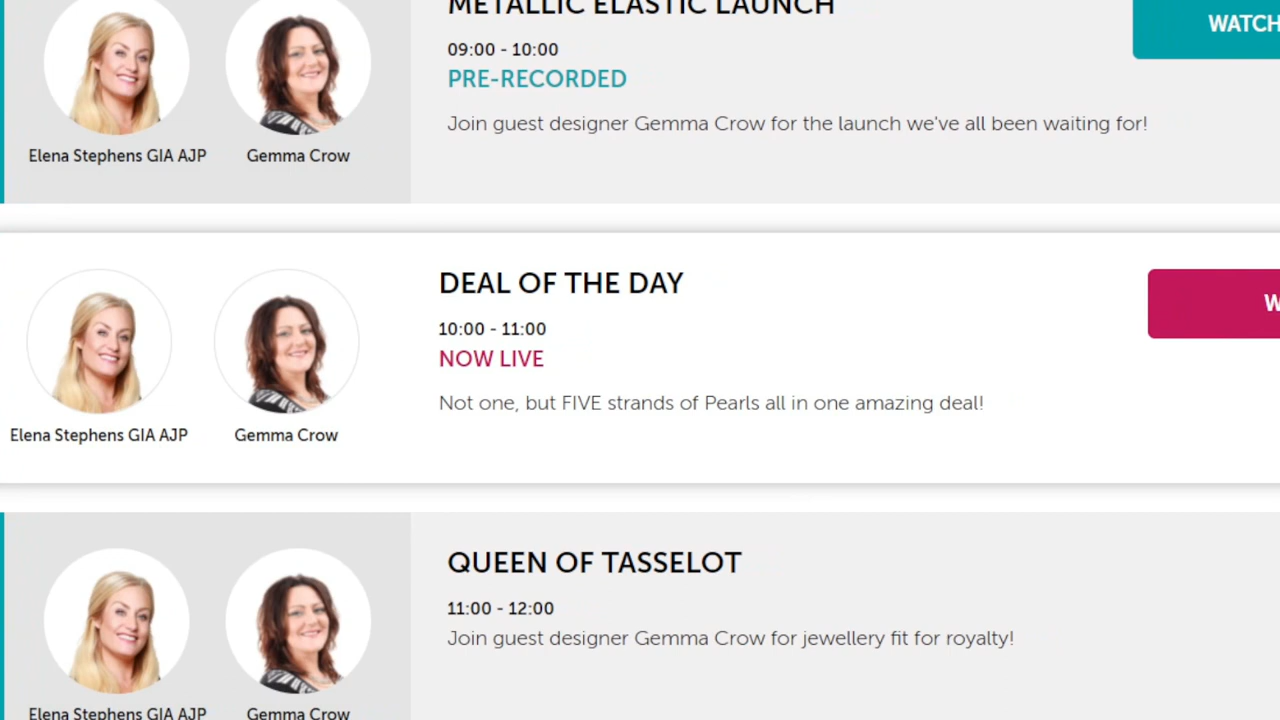 METALLIC ELASTIC LAUNCH
WATCH
09:00 - 10:00
PRE-RECORDED
Join guest designer Gemma Crow for the launch we've all been waiting for!
Elena Stephens GIA AJP
Gemma Crow
DEAL OF THE DAY
W
10:00 - 11:00
NOW LIVE
Not one, but FIVE strands of Pearls all in one amazing deal!
Elena Stephens GIA AJP
Gemma Crow
QUEEN OF TASSELOT
11:00 - 12:00
Join guest designer Gemma Crow for jewellery fit for royalty!
Elena Stephens GIA AJP
Gemma Crow